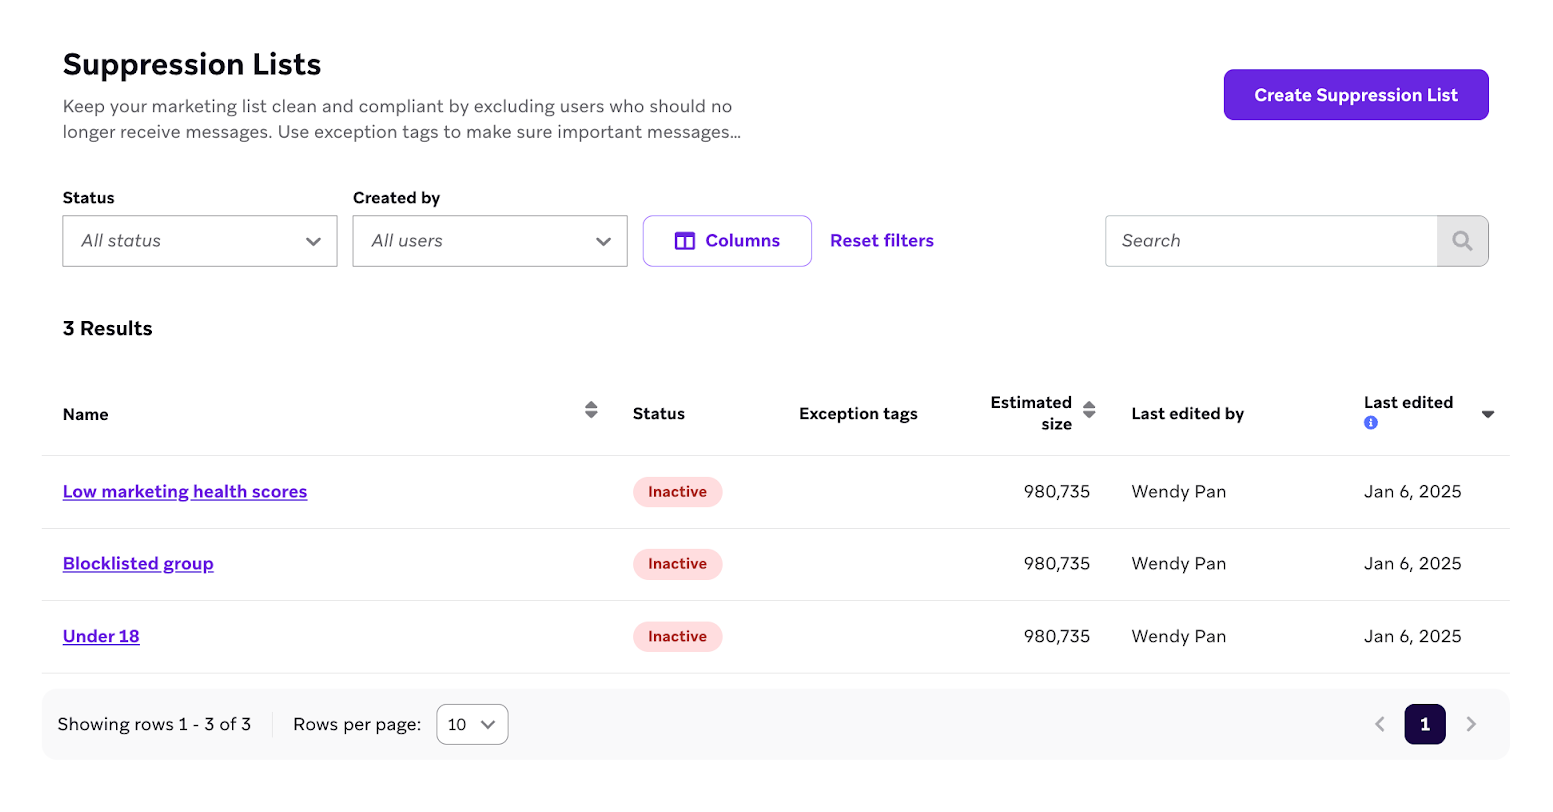 Suppression Lists
Keep your marketing list clean and compliant by excluding users who should no
longer receive messages. Use exception tags to make sure important messages...
Create Suppression List
Status
Created by
All status
All users
Columns
Reset filters
Search
3 Results
Name
Status
Exception tags
Estimated
size
Last edited by
Last edited
Low marketing health scores
Inactive
980,735
Wendy Pan
Jan 6, 2025
Blocklisted group
Inactive
980,735
Wendy Pan
Jan 6, 2025
Under 18
Inactive
980,735
Wendy Pan
Jan 6, 2025
Showing rows 1 - 3 of 3
Rows per page:
10
1